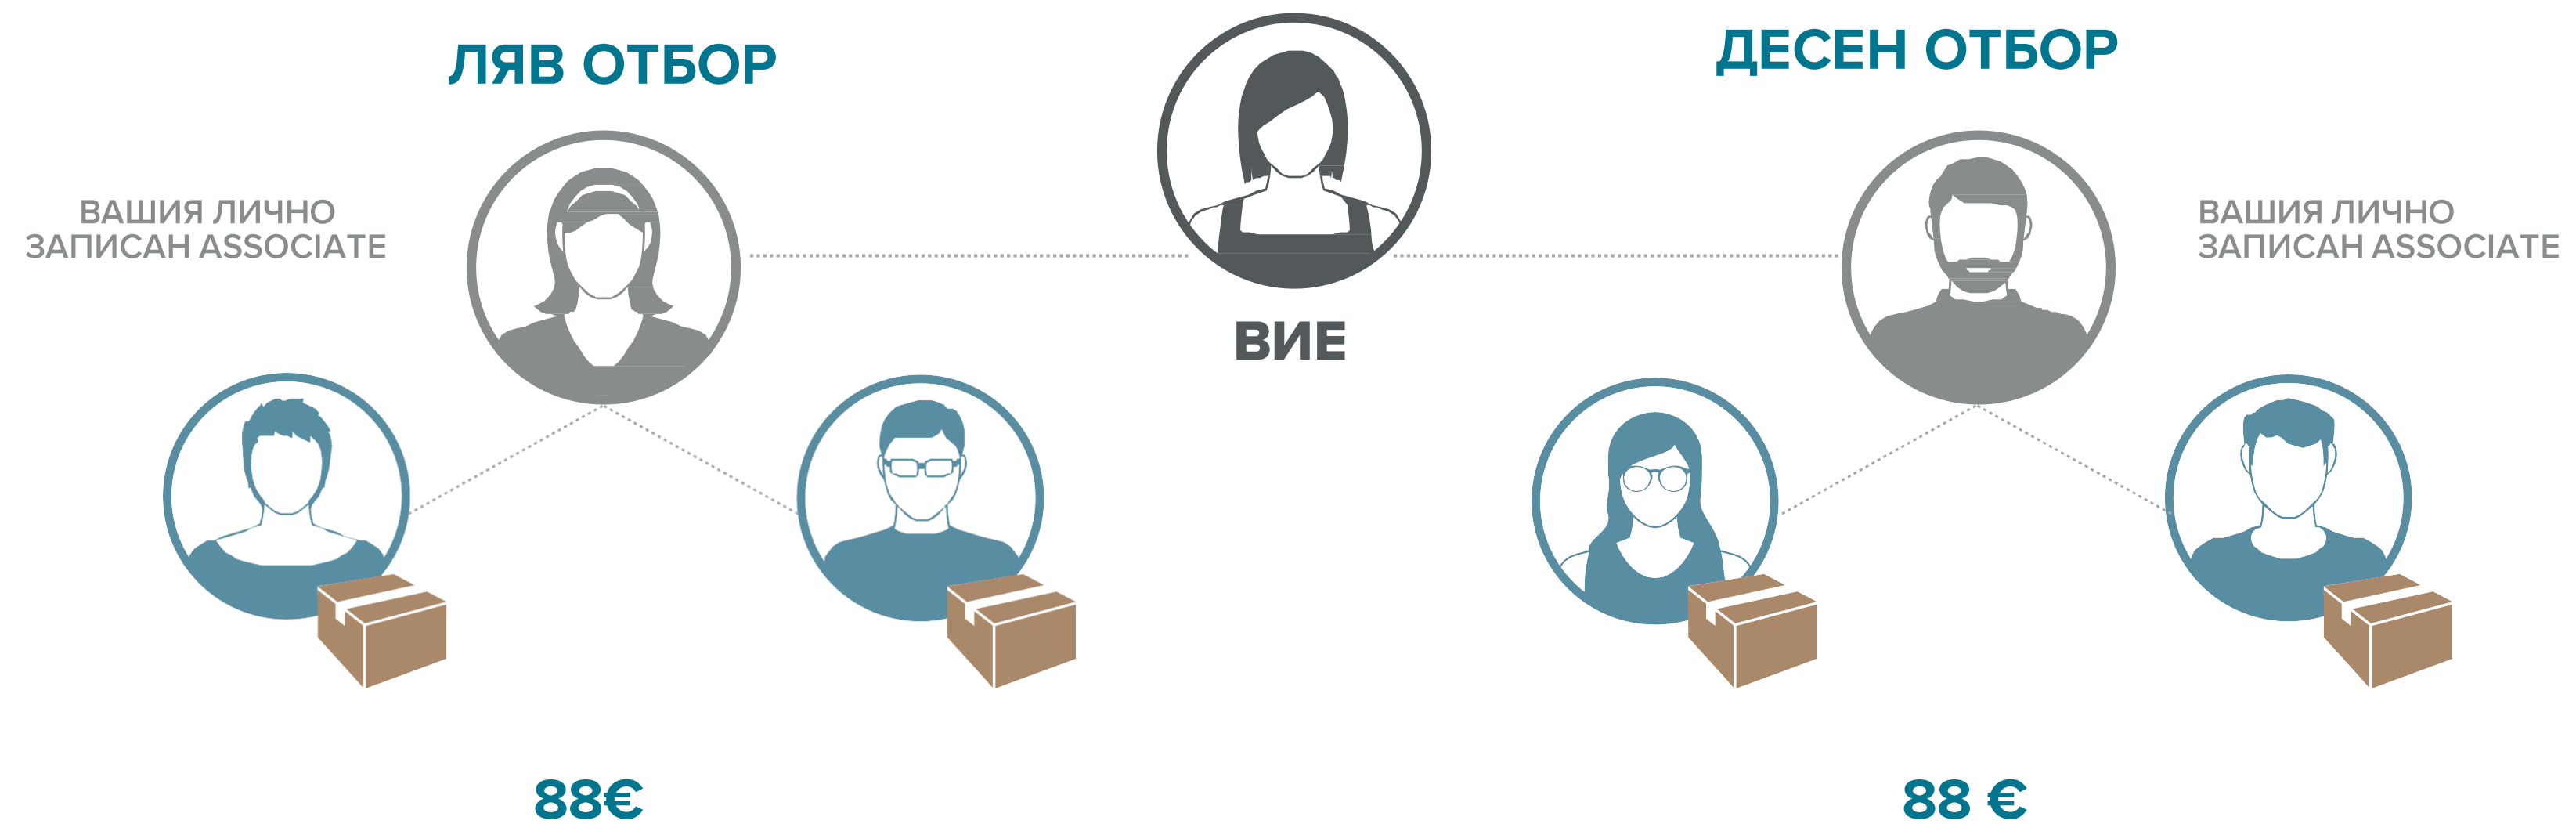 ЛЯВ ОТБОР
ДЕСЕН ОТБОР
ВАШИЯ ЛИЧНО
ЗАПИСАН ASSOCIATE
ВАШИЯ ЛИЧНО
ЗАПИСАН ASSOCIATE
ВИЕ
88€
88 €